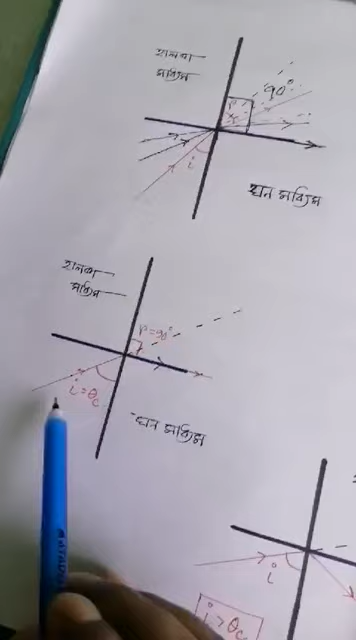 হালকা
মাধ্যম
90°
r
i
ঘন মাধ্যম
হালকা
মাধ্যম
r=90°
i=θc
ঘন মাধ্যম
i
i > θc